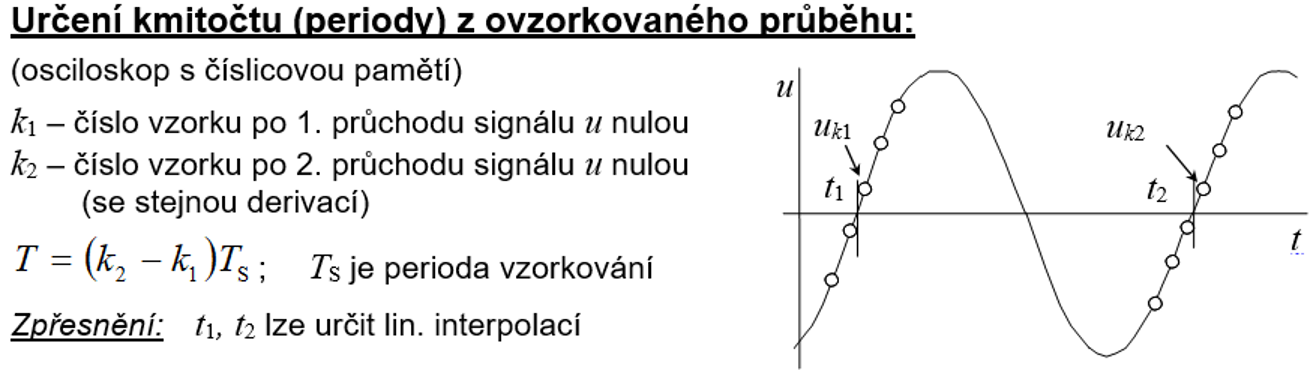 Určení kmitočtu (periody) z ovzorkovaného průběhu:
(osciloskop s číslicovou pamětí)
k1 – číslo vzorku po 1. průchodu signálu u nulou
k2 – číslo vzorku po 2. průchodu signálu u nulou
(se stejnou derivací)
T = (k2 − k1)TS ; TS je perioda vzorkování
Zpřesnění: t1, t2 lze určit lin. interpolací
u
uk1
uk2
t1
t2
t